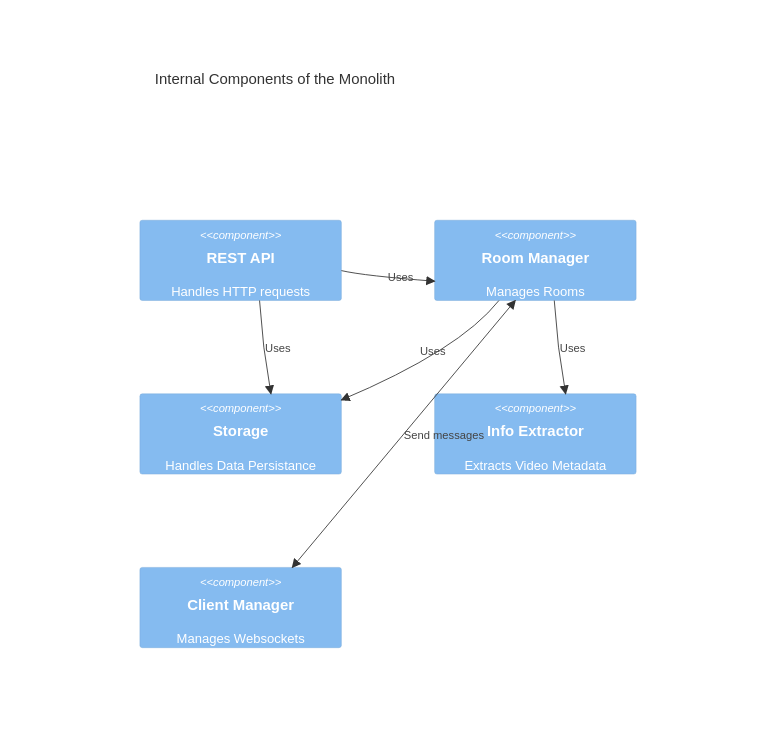 Internal Components of the Monolith
<<component>>
REST API
Handles HTTP requests
<<component>>
Room Manager
Manages Rooms
Uses
Uses
Uses
Uses
<<component>>
Storage
Handles Data Persistance
<<component>>
Info Extractor
Extracts Video Metadata
Send messages
<<component>>
Client Manager
Manages Websockets